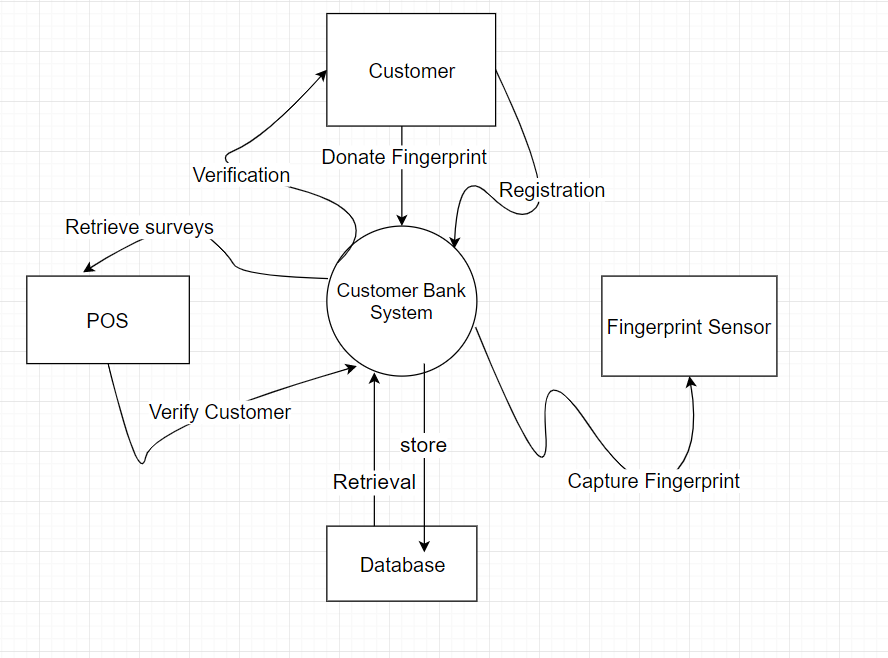 Customer
Donate Fingerprint
Verification
Registration
Retrieve surveys
Customer Bank
System
POS
Fingerprint Sensor
Verify Customer
store
Retrieval
Capture Fingerprint
Database